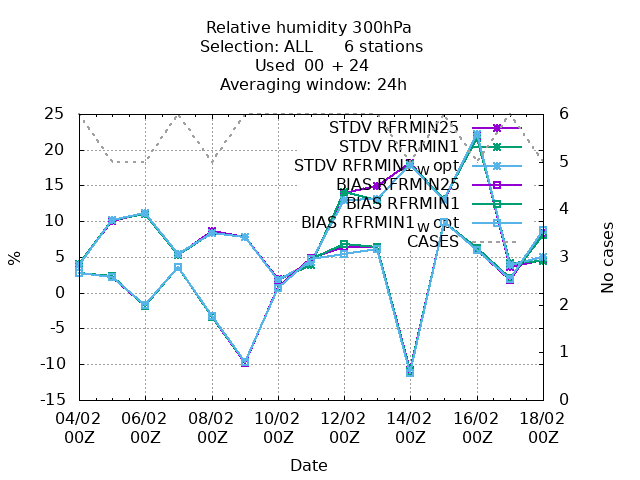 Relative humidity 300hPa
Selection: ALL 6 stations
Used 00 + 24
Averaging window: 24h
25 6
STDV RFRMIN25
STDV RFRMIN1
20 5
STDV RFRMIN1_w opt
15 BIAS RFRMIN25
BIAS RFRMIN1 4
10 BIAS RFRMIN1_w opt
CASES
5 3
% No cases
0
2
-5
-10 1
-15 0
04/02 06/02 08/02 10/02 12/02 14/02 16/02 18/02
00Z 00Z 00Z 00Z 00Z 00Z 00Z 00Z
Date